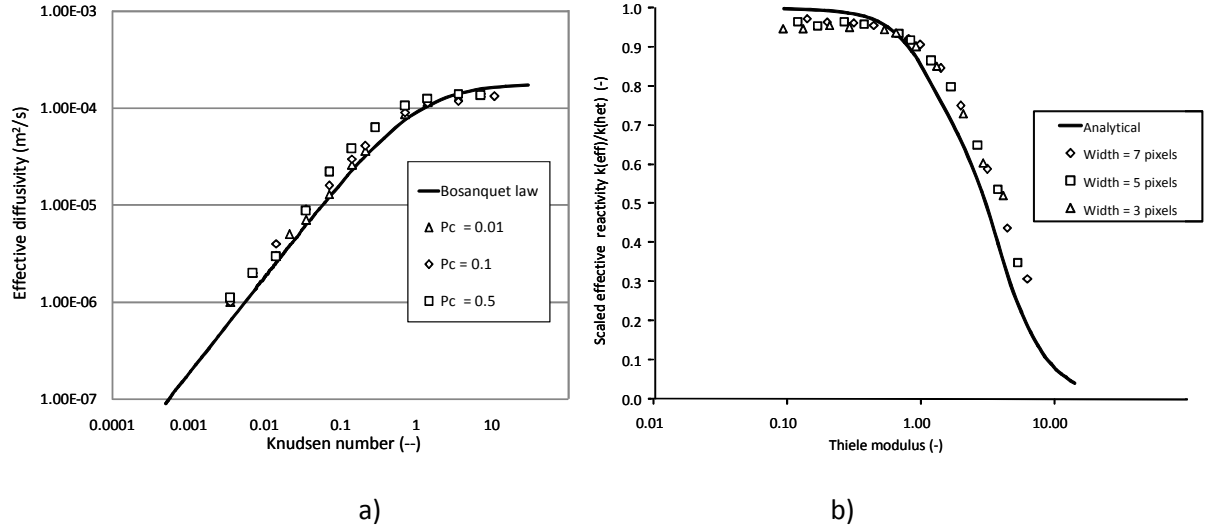 1.00E-03
1.00E-04
1.00E-05
1.00E-06
1.00E-07
Effective diffusivity (m²/s)
0.0001 0.001 0.01 0.1 1 10
Knudsen number (--)
Bosanquet law
Pc = 0.01
Pc = 0.1
Pc = 0.5
a)
1.0
0.9
0.8
0.7
0.6
0.5
0.4
0.3
0.2
0.1
0.0
Scaled effective reactivity k(eff)/k(het) (-)
0.01 0.10 1.00 10.00
Thiele modulus (-)
Analytical
Width = 7 pixels
Width = 5 pixels
Width = 3 pixels
b)